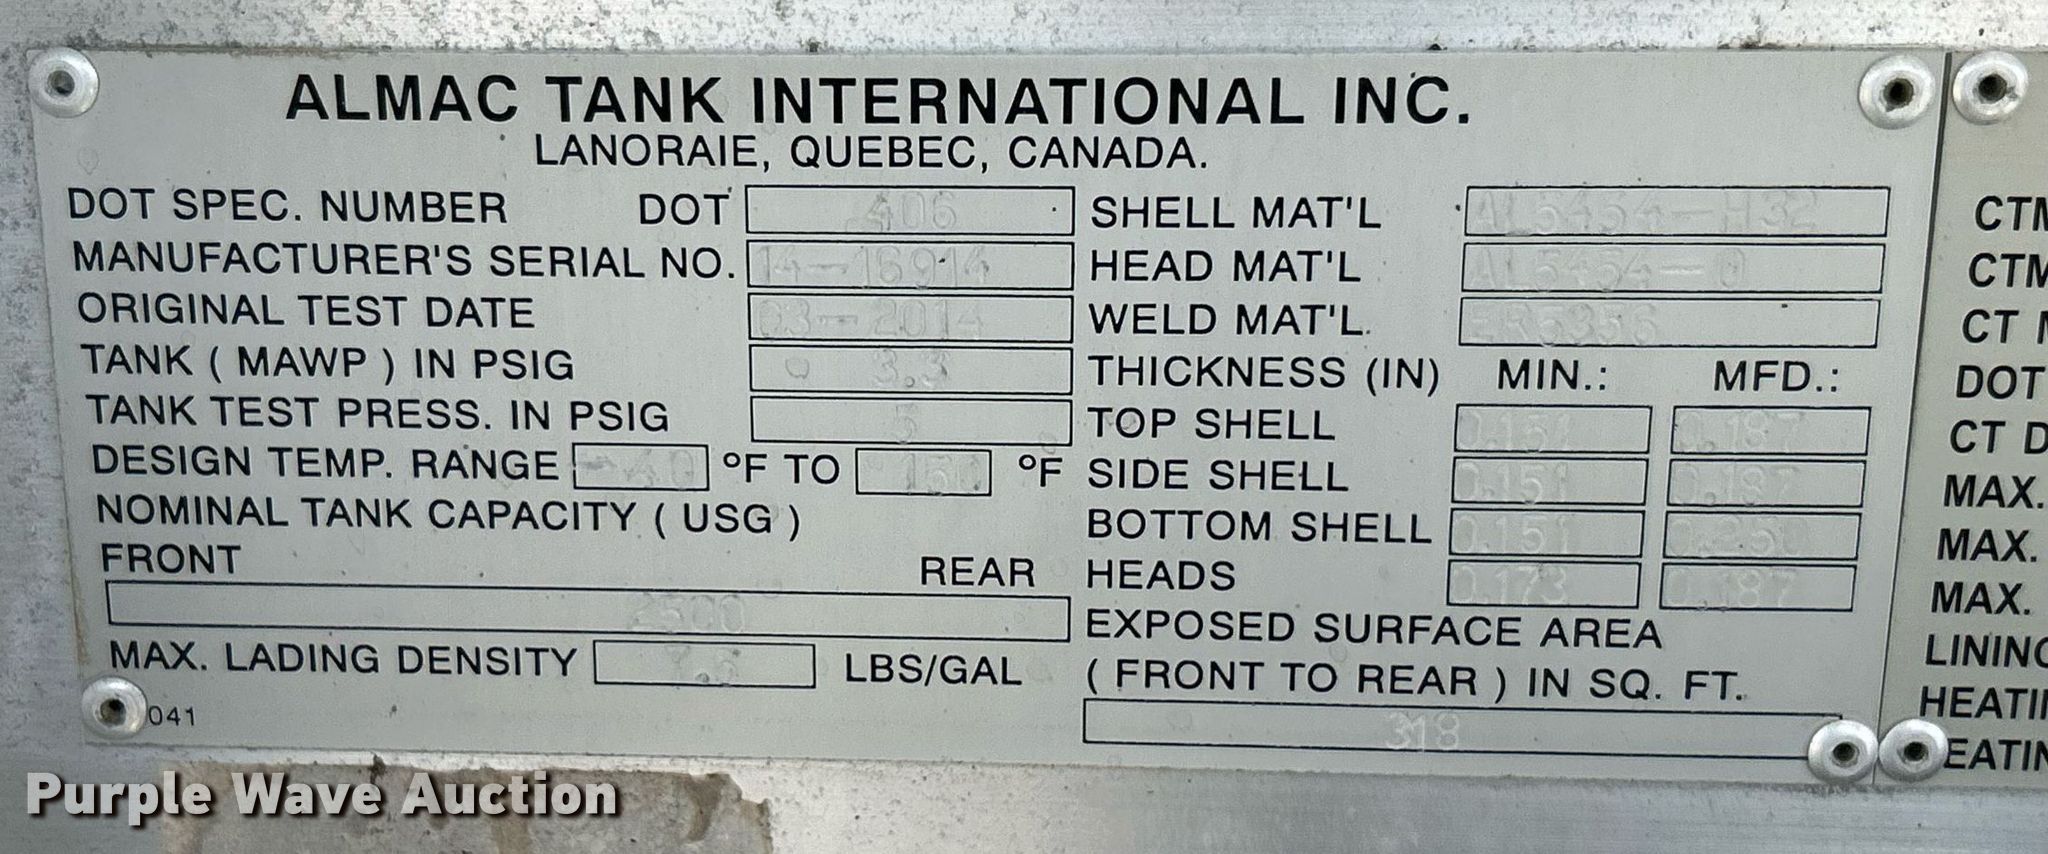 ALMAC TANK INTERNATIONAL INC.
LANORAIE, QUEBEC, CANADA.
DOT SPEC. NUMBER DOT 406
MANUFACTURER'S SERIAL NO. 14-16914
ORIGINAL TEST DATE 03-2014
TANK ( MAWP ) IN PSIG 3.3
TANK TEST PRESS. IN PSIG 5
DESIGN TEMP. RANGE -40 °F TO 150 °F
NOMINAL TANK CAPACITY ( USG )
FRONT REAR
2500
MAX. LADING DENSITY LBS/GAL
041
SHELL MAT'L AL5454-H32
HEAD MAT'L AL5454-0
WELD MAT'L. ER5356
THICKNESS (IN) MIN.: MFD.:
TOP SHELL 0.151 0.187
SIDE SHELL 0.151 0.187
BOTTOM SHELL 0.151 0.250
HEADS 0.173 0.187
EXPOSED SURFACE AREA
( FRONT TO REAR ) IN SQ. FT.
318
CTM
CTM
CT
DOT
CT D
MAX.
MAX.
MAX.
LINING
HEATIN
EATIN
Purple Wave Auction